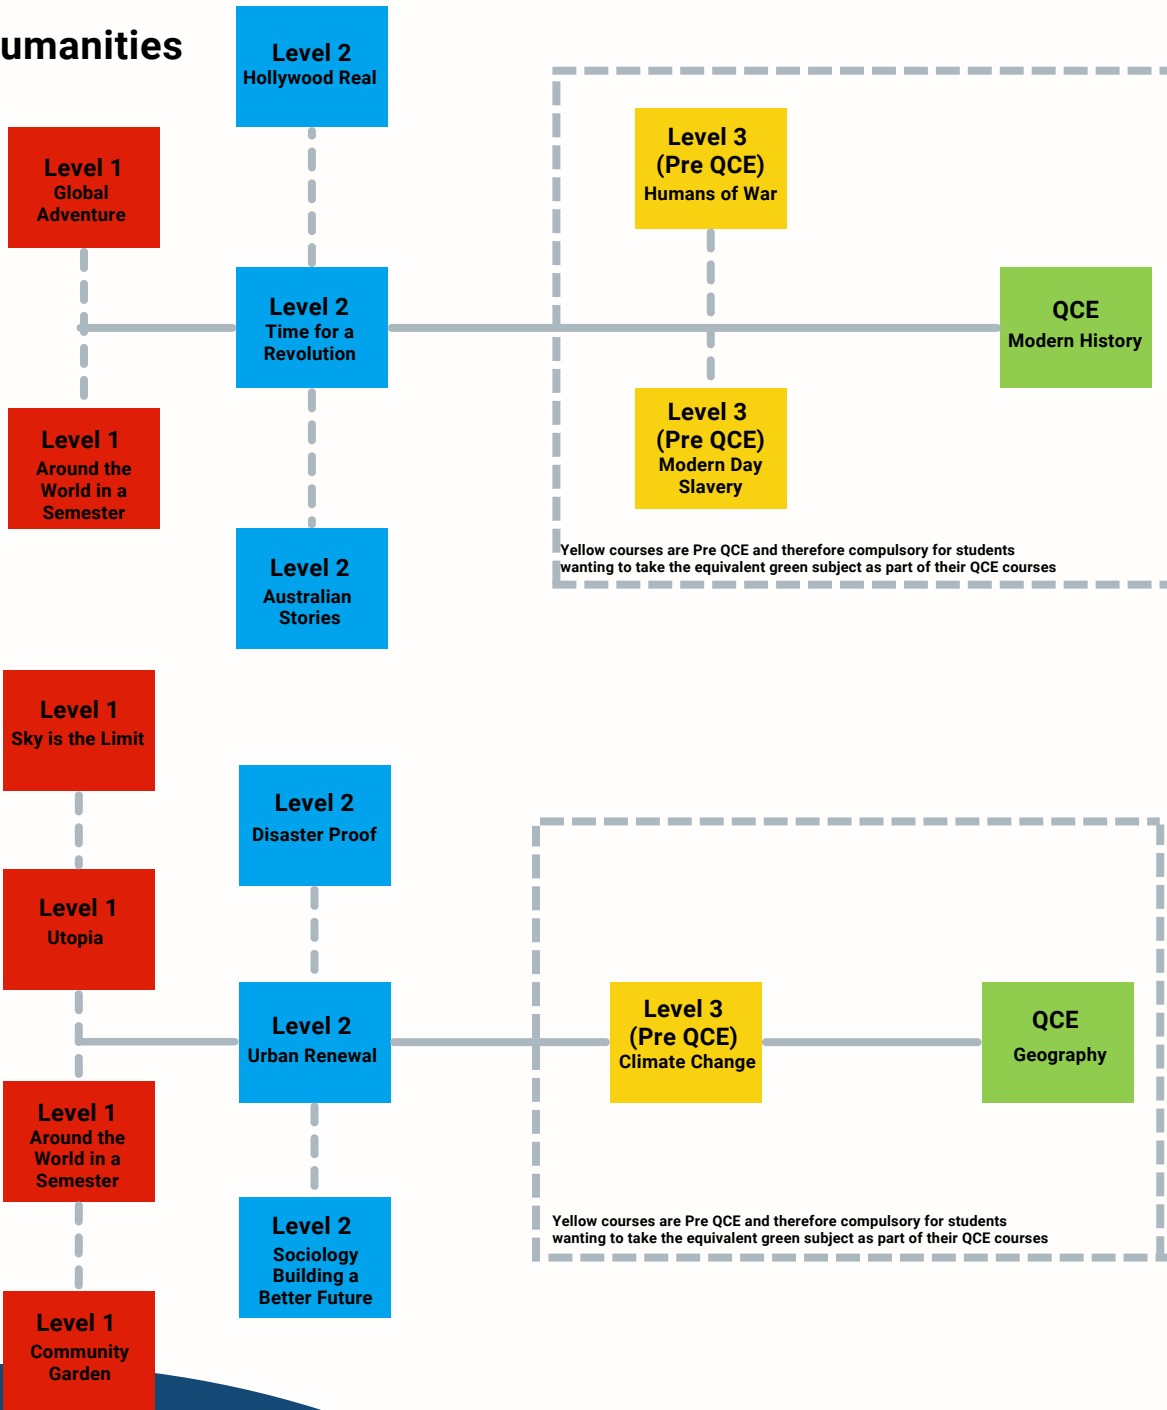 umanities
Level 2
Hollywood Real
Level 1
Global
Adventure
Level 3
(Pre QCE)
Humans of War
Level 2
Time for a
Revolution
QCE
Modern History
Level 1
Around the
World in a
Semester
Level 3
(Pre QCE)
Modern Day
Slavery
Level 2
Australian
Stories
Yellow courses are Pre QCE and therefore compulsory for students
wanting to take the equivalent green subject as part of their QCE courses
Level 1
Sky is the Limit
Level 2
Disaster Proof
Level 1
Utopia
Level 2
Urban Renewal
Level 3
(Pre QCE)
Climate Change
QCE
Geography
Level 1
Around the
World in a
Semester
Level 2
Sociology
Building a
Better Future
Yellow courses are Pre QCE and therefore compulsory for students
wanting to take the equivalent green subject as part of their QCE courses
Level 1
Community
Garden